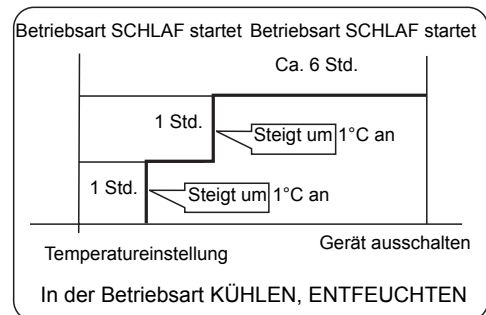 Betriebsart SCHLAF startet Betriebsart SCHLAF startet
Ca. 6 Std.
1 Std.
Steigt um 1°C an
1 Std.
Steigt um 1°C an
Temperatureinstellung
Gerät ausschalten
In der Betriebsart KÜHLEN, ENTFEUCHTEN